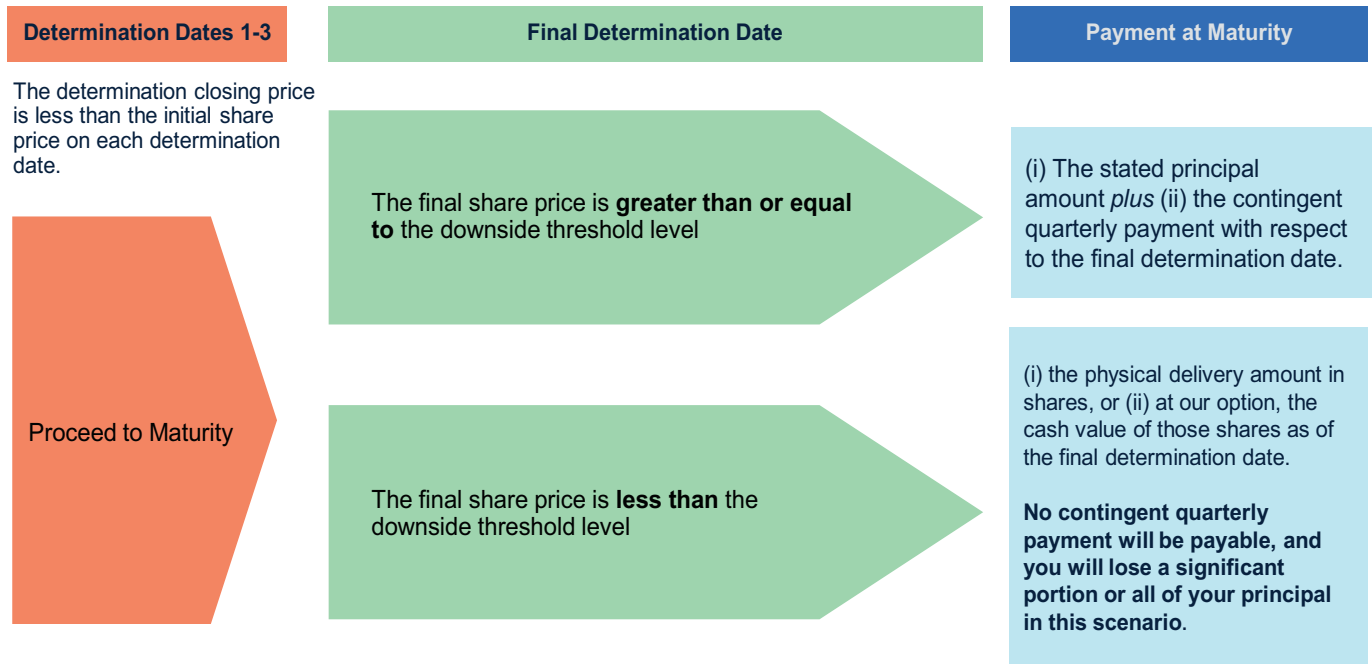 Determination Dates 1-3
Final Determination Date
Payment at Maturity
The determination closing price
is less than the initial share
price on each determination
date.
Proceed to Maturity
The final share price is greater than or equal
to the downside threshold level
(i) The stated principal
amount plus (ii) the contingent
quarterly payment with respect
to the final determination date.
The final share price is less than the
downside threshold level
(i) the physical delivery amount in
shares, or (ii) at our option, the
cash value of those shares as of
the final determination date.
No contingent quarterly
payment will be payable, and
you will lose a significant
portion or all of your principal
in this scenario.